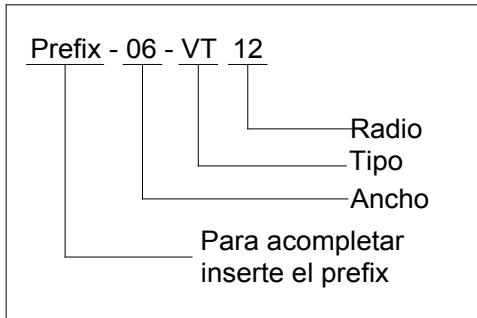 Prefix - 06 - VT 12
Radio
Tipo
Ancho
Para acompletar
inserte el prefix